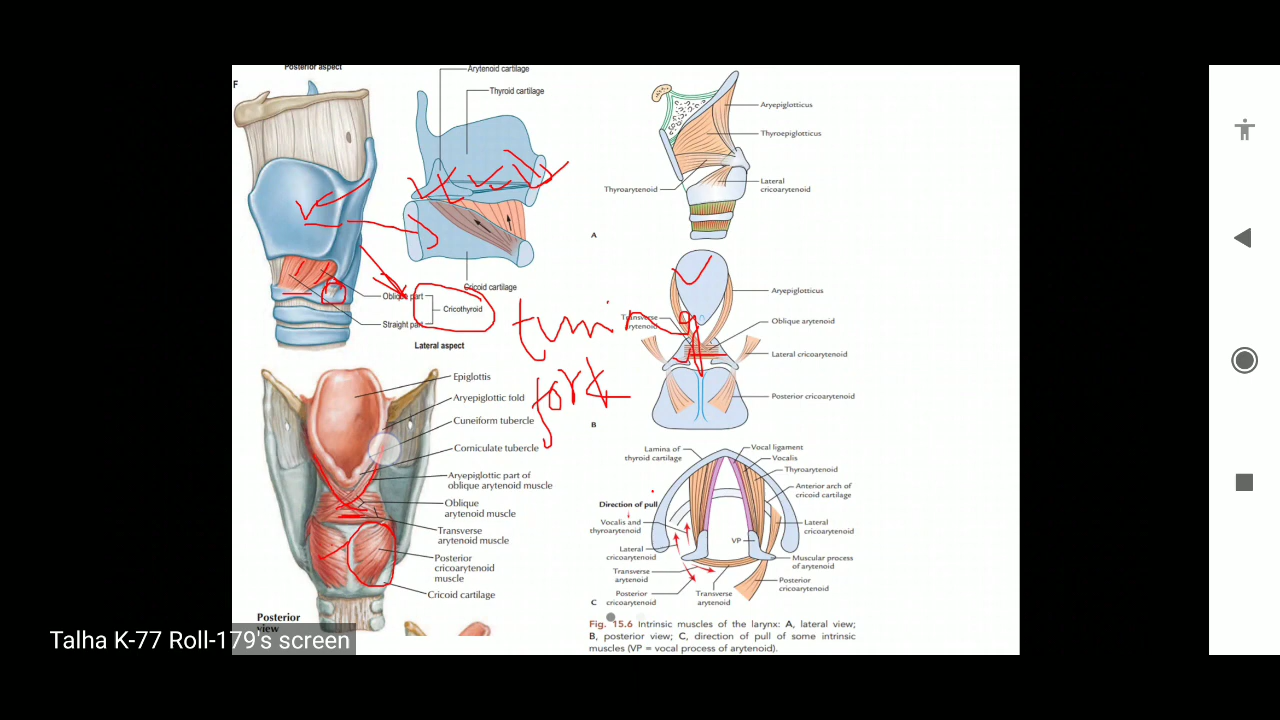 Posterior aspect
F
Arytenoid cartilage
Thyroid cartilage
Cricoid cartilage
Oblique part
Cricothyroid
Straight part
Lateral aspect
Epiglottis
Aryepiglottic fold
Cuneiform tubercle
Corniculate tubercle
Aryepiglottic part of
oblique arytenoid muscle
Oblique
arytenoid muscle
Transverse
arytenoid muscle
Posterior
cricoarytenoid
muscle
Cricoid cartilage
Posterior
view
tuning
fork
Aryepiglotticus
Thyroepiglotticus
Thyroarytenoid
Lateral
cricoarytenoid
A
Aryepiglotticus
Transverse
arytenoid
Oblique arytenoid
Lateral cricoarytenoid
Posterior cricoarytenoid
B
Lamina of
thyroid cartilage
Vocal ligament
Vocalis
Thyroarytenoid
Anterior arch of
cricoid cartilage
Direction of pull
Vocalis and
thyroarytenoid
Lateral
cricoarytenoid
VP
Lateral
cricoarytenoid
Muscular process
of arytenoid
Transverse
arytenoid
Posterior
cricoarytenoid
Posterior
cricoarytenoid
Transverse
arytenoid
C
Fig. 15.6 Intrinsic muscles of the larynx: A, lateral view;
B, posterior view; C, direction of pull of some intrinsic
muscles (VP = vocal process of arytenoid).
Talha K-77 Roll-179's screen